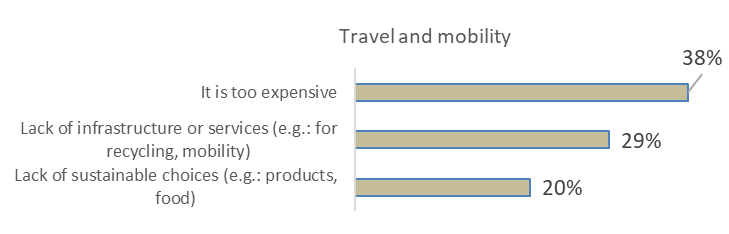 Travel and mobility
38%
It is too expensive
Lack of infrastructure or services (e.g.: for
recycling, mobility)
29%
Lack of sustainable choices (e.g.: products,
food)
20%